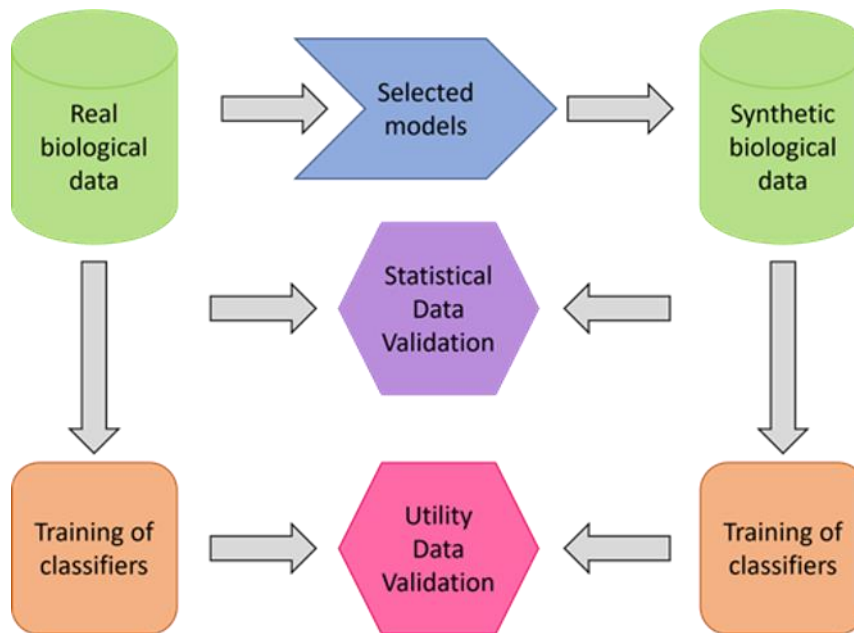 Real
biological
data
Selected
models
Synthetic
biological
data
Statistical
Data
Validation
Training of
classifiers
Utility
Data
Validation
Training of
classifiers